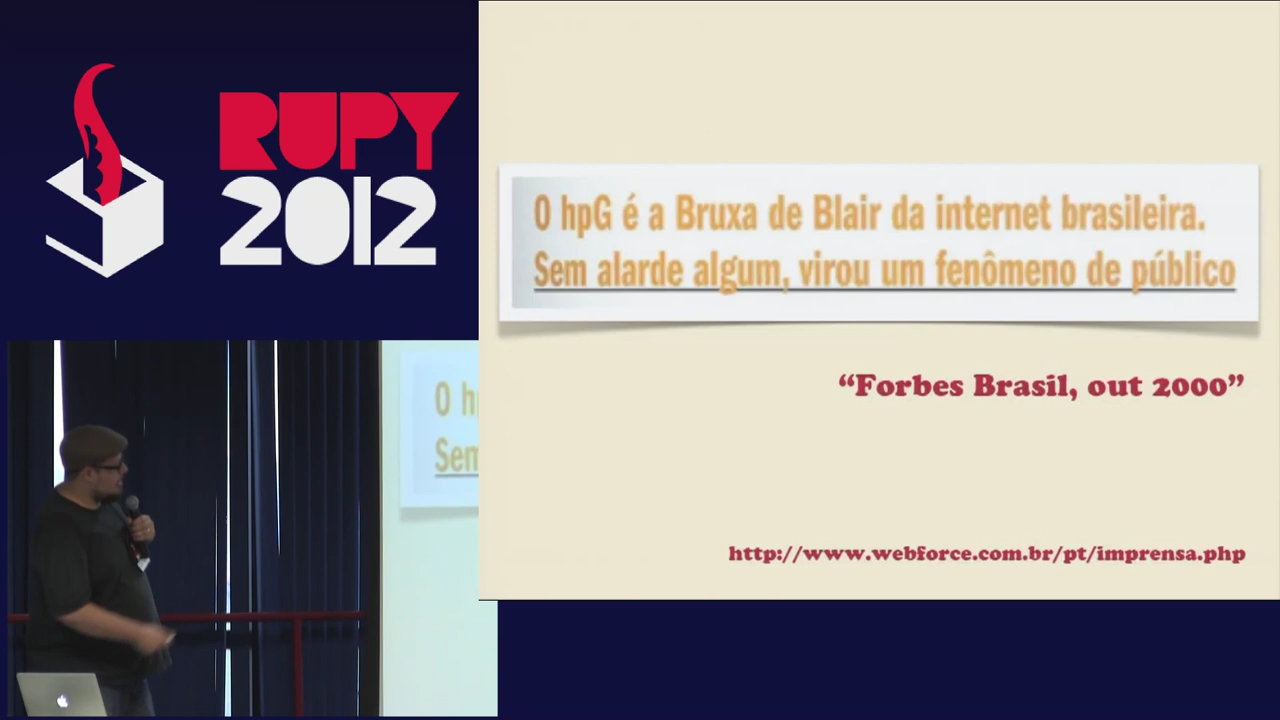 RUPY
2012
O hpG é a Bruxa de Blair da internet brasileira.
Sem alarde algum, virou um fenômeno de público
“Forbes Brasil, out 2000”
http://www.webforce.com.br/pt/imprensa.php
O h
Sem